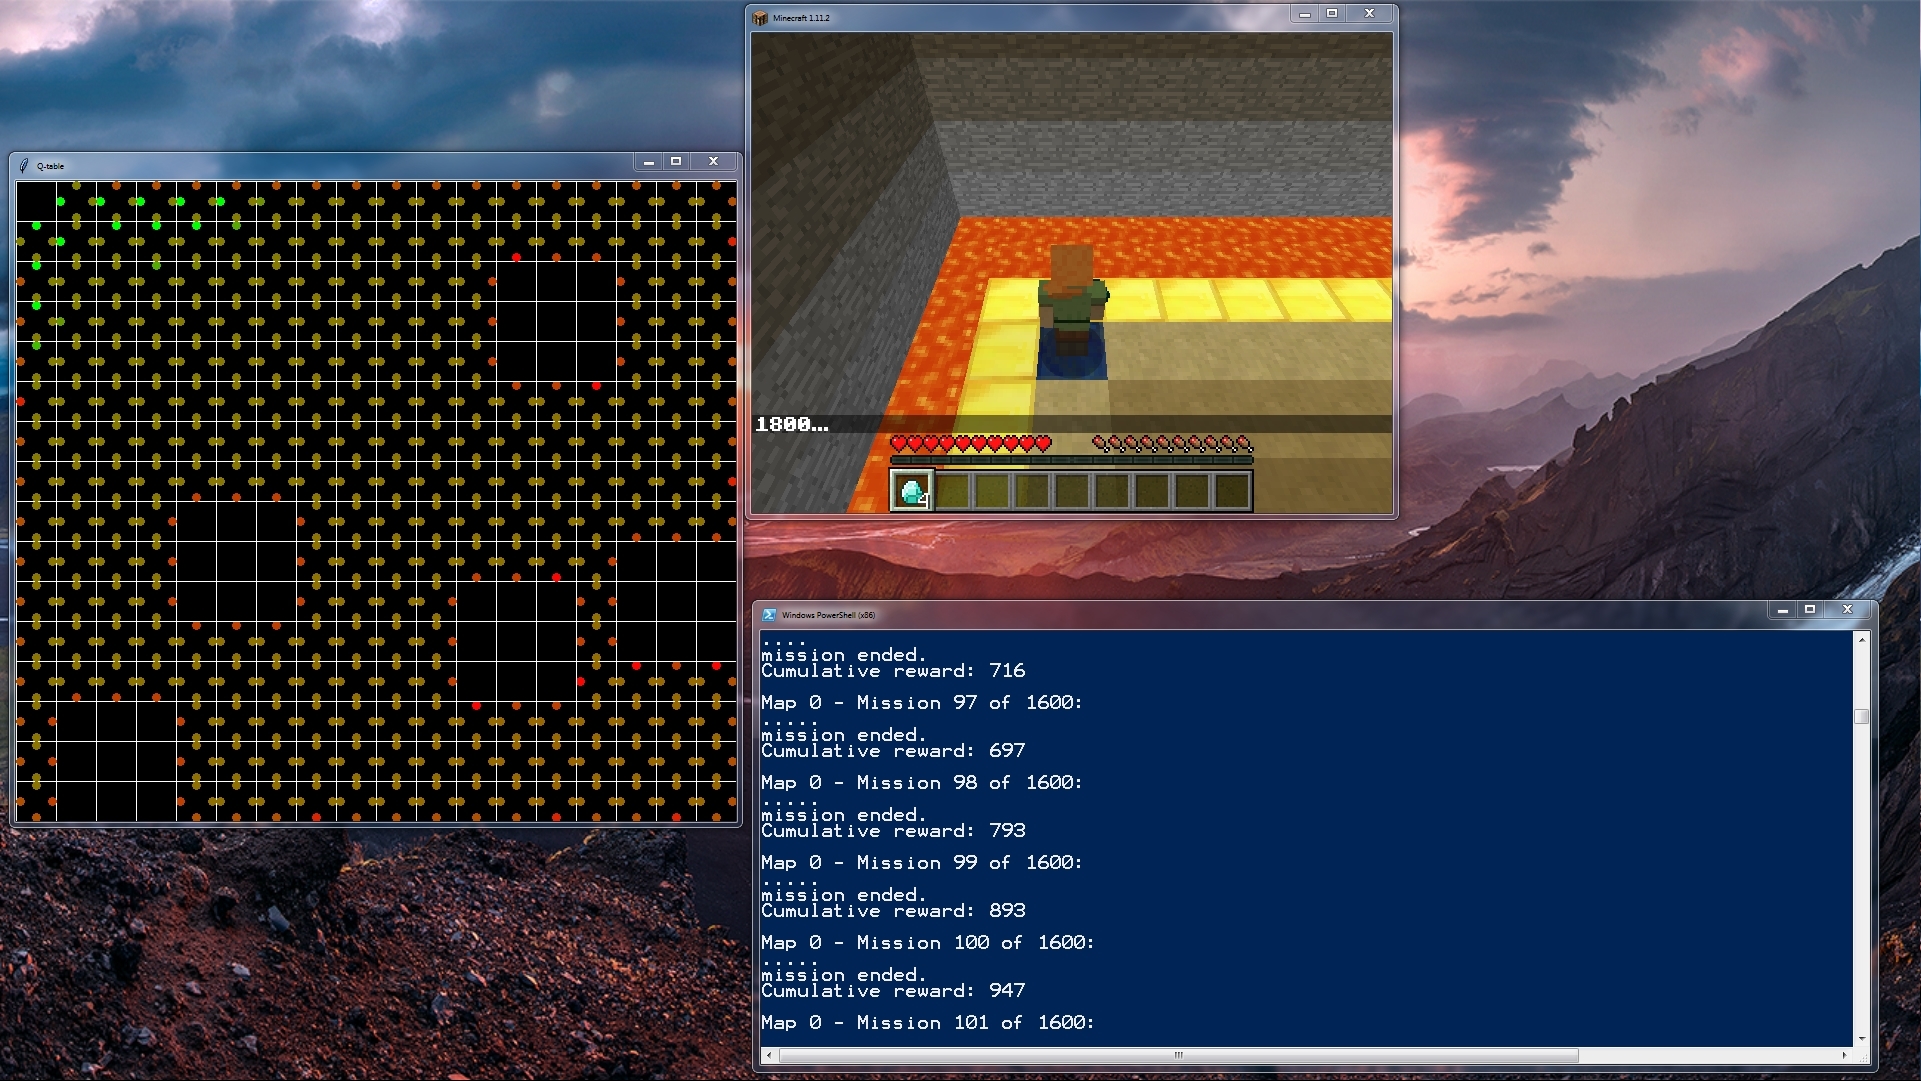 Minecraft 1.11.2
Q-table
1800...
4
Windows PowerShell (x86)
....
mission ended.
Cumulative reward: 716
Map 0 - Mission 97 of 1600:
.....
mission ended.
Cumulative reward: 697
Map 0 - Mission 98 of 1600:
.....
mission ended.
Cumulative reward: 793
Map 0 - Mission 99 of 1600:
.....
mission ended.
Cumulative reward: 893
Map 0 - Mission 100 of 1600:
.....
mission ended.
Cumulative reward: 947
Map 0 - Mission 101 of 1600: